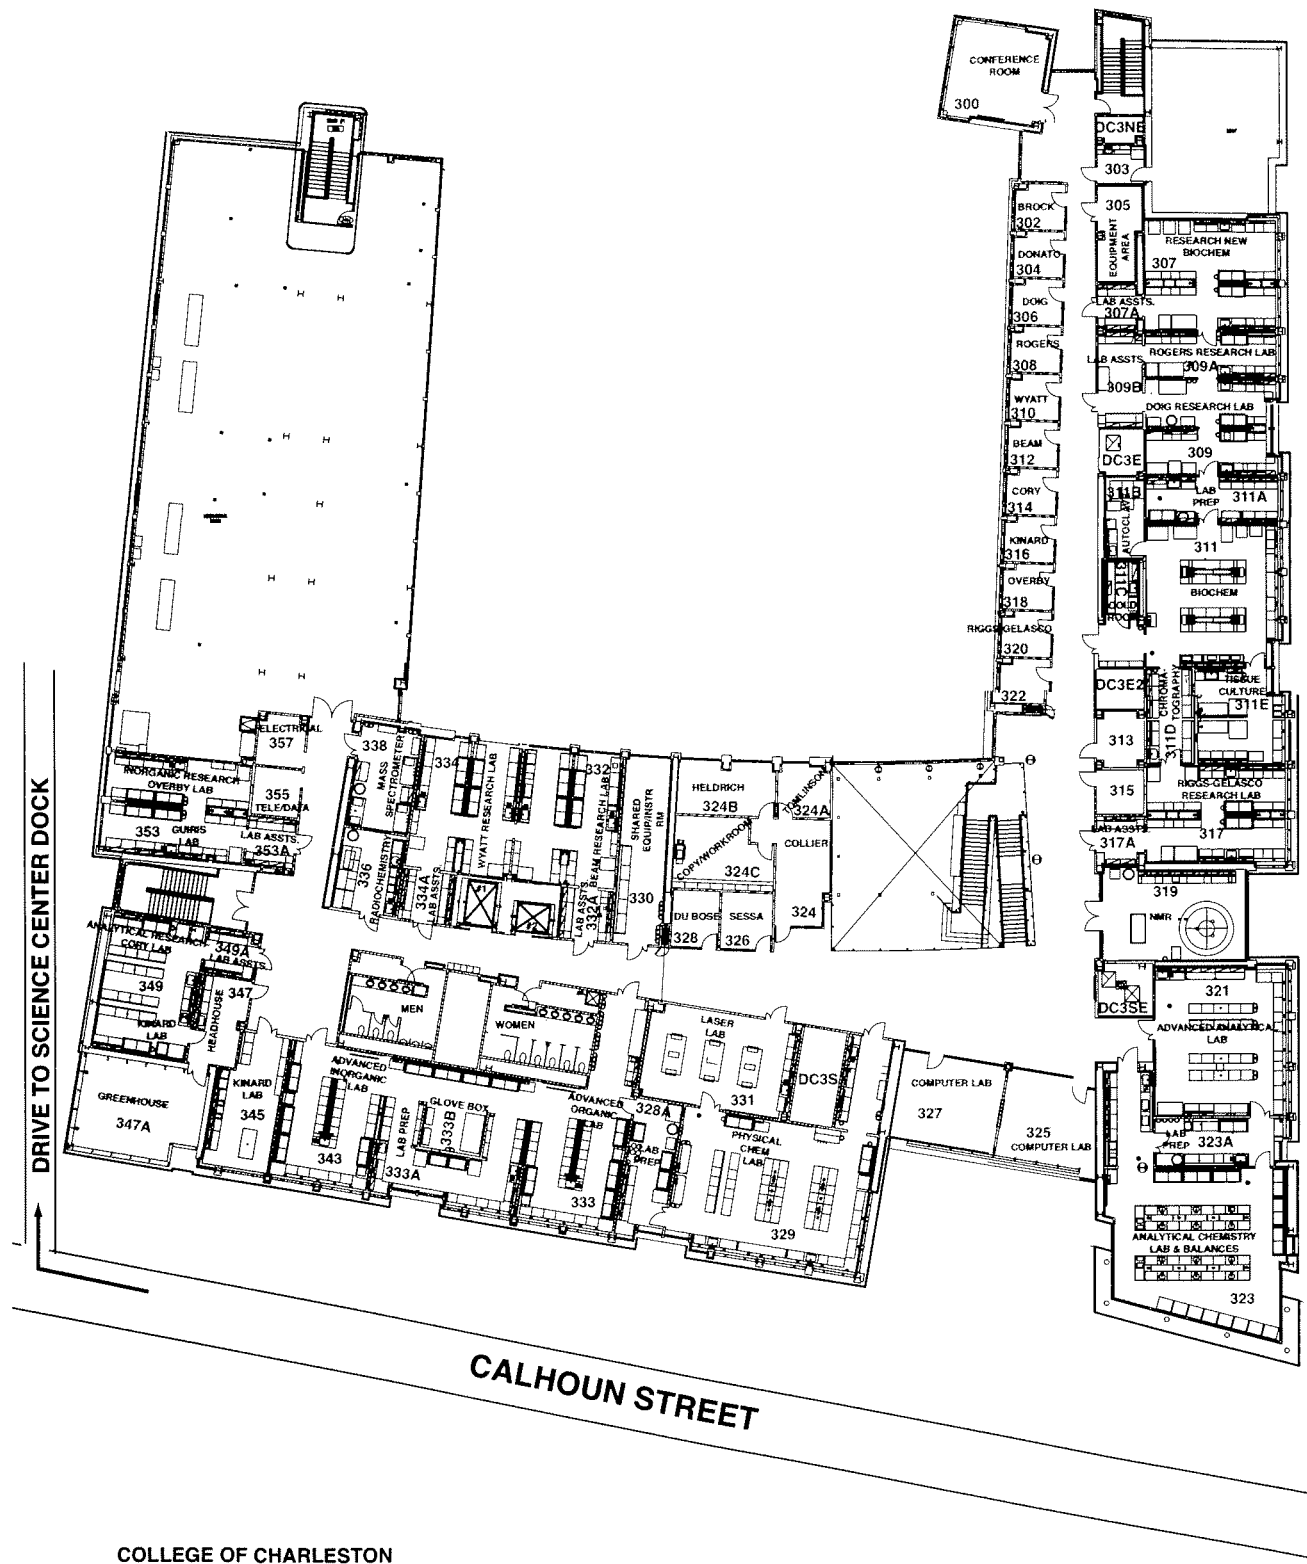 CONFERENCE
ROOM
300
DC3NE
303
BROCK
302
305
EQUIPMENT
AREA
RESEARCH NEW
BIOCHEM
307
DONATO
304
DOIG
306
LAB ASSTS.
307A
ROGERS
308
LAB ASSTS.
309B
ROGERS RESEARCH LAB
309A
WYATT
310
DOIG RESEARCH LAB
309
BEAM
312
DC3E
CORY
314
311B
AUTOCLAVE
LAB
PREP
311A
KINARD
316
311
BIOCHEM
OVERBY
318
311C
COLD
ROOM
RIGGS-GELASCO
320
322
DC3E2
CHROMA-
TOGRAPHY
311D
TISSUE
CULTURE
311E
313
315
RIGGS-GELASCO
RESEARCH LAB
317
LAB ASSTS.
317A
319
NMR
DC3SE
321
ADVANCED ANALYTICAL
LAB
LAB
PREP
323A
ANALYTICAL CHEMISTRY
LAB & BALANCES
323
ELECTRICAL
357
338
MASS
SPECTROMETER
334
WYATT RESEARCH LAB
332
BEAM RESEARCH LAB
SHARED
EQUIP/INSTR
RM
330
HELDRICH
324B
TOMLINSON
324A
COPY/WORKROOM
324C
COLLIER
324
DU BOSE
328
SESSA
326
INORGANIC RESEARCH
OVERBY LAB
355
TELE/DATA
353
GUIRIS
LAB
LAB ASSTS.
353A
336
RADIOCHEMISTRY
334A
LAB ASSTS.
#1
#2
LAB ASSTS.
332A
ANALYTICAL RESEARCH
CORY LAB
349A
LAB ASSTS.
349
KINARD LAB
347
HEADHOUSE
GREENHOUSE
347A
KINARD
LAB
345
MEN
WOMEN
ADVANCED
INORGANIC
LAB
343
LAB PREP
333A
GLOVE BOX
333B
ADVANCED
ORGANIC
LAB
333
328A
LAB
PREP
LASER
LAB
331
DC3S
PHYSICAL
CHEM
LAB
329
COMPUTER LAB
327
325
COMPUTER LAB
DRIVE TO SCIENCE CENTER DOCK
CALHOUN STREET
COLLEGE OF CHARLESTON